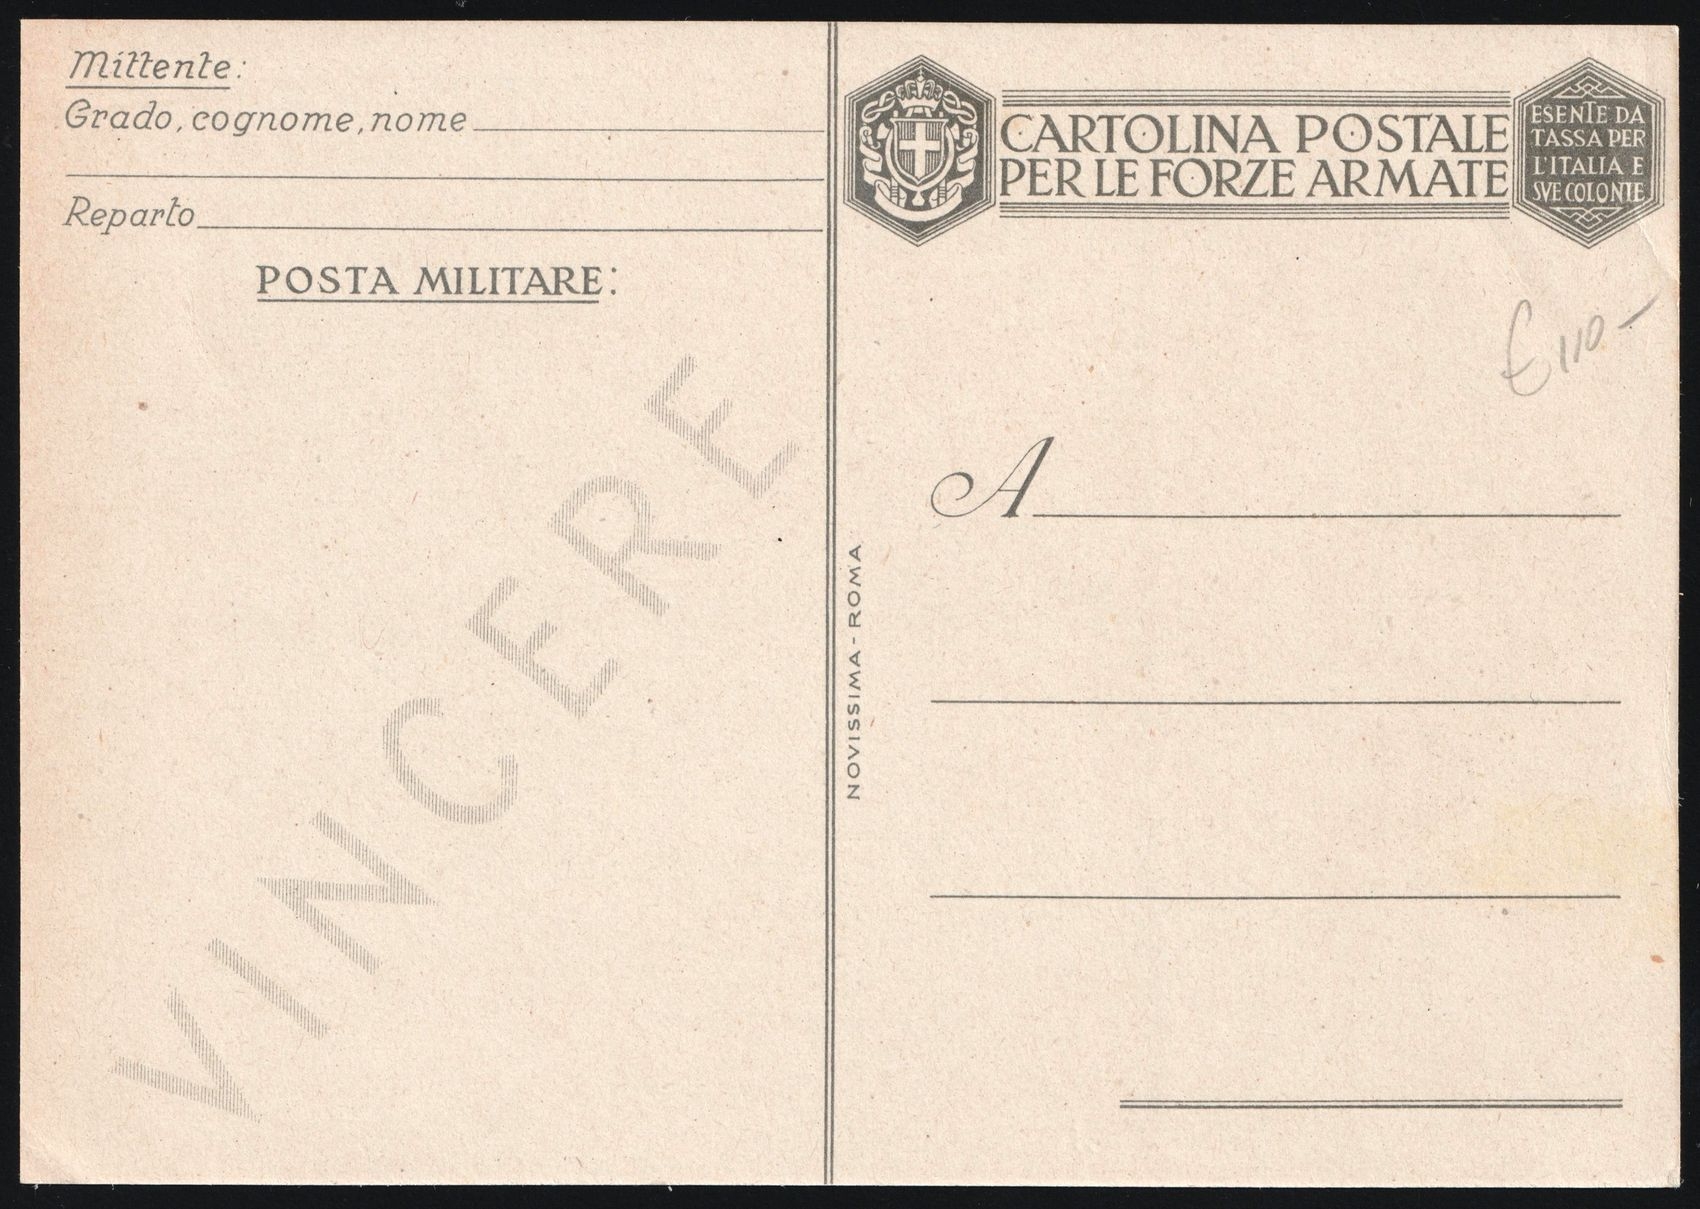 Mittente:
Grado, cognome, nome
Reparto
POSTA MILITARE:
VINCERE
CARTOLINA POSTALE
PER LE FORZE ARMATE
ESENTE DA
TASSA PER
L'ITALIA E
SVE COLONIE
€ 110-
A
NOVISSIMA - ROMA